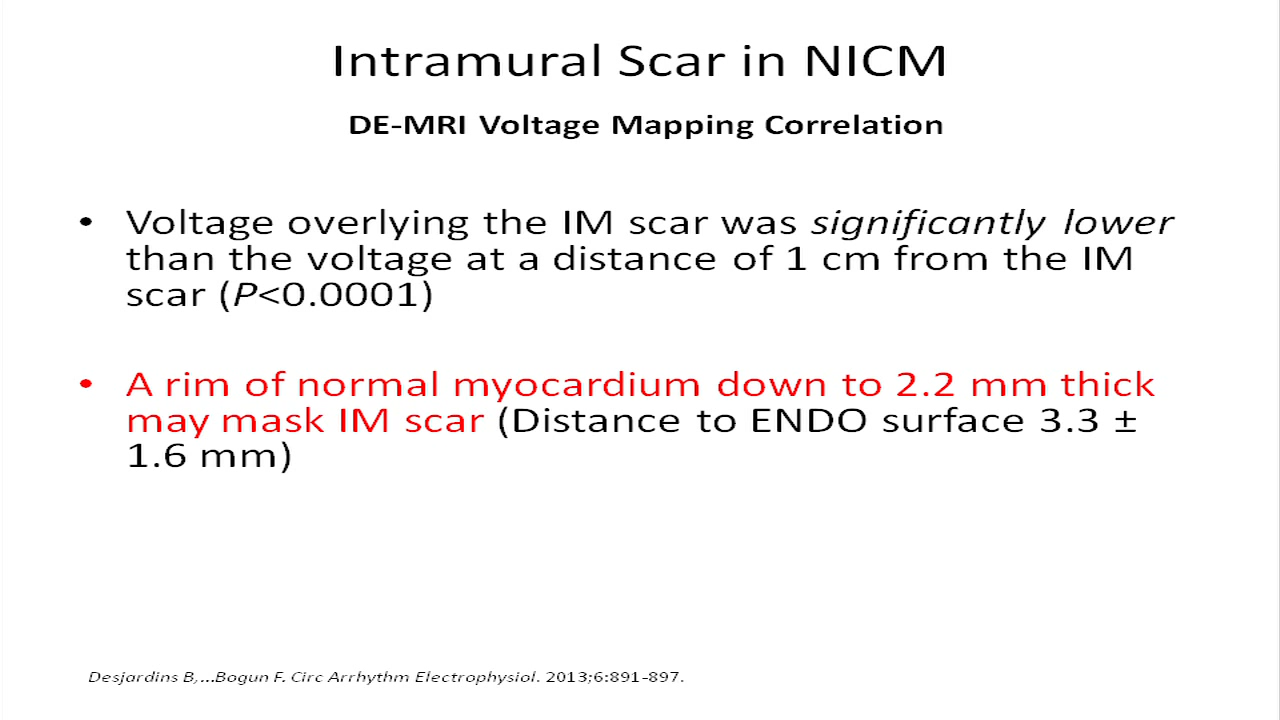 Intramural Scar in NICM
DE-MRI Voltage Mapping Correlation
• Voltage overlying the IM scar was significantly lower
than the voltage at a distance of 1 cm from the IM
scar (P<0.0001)
• A rim of normal myocardium down to 2.2 mm thick
may mask IM scar (Distance to ENDO surface 3.3 ±
1.6 mm)
Desjardins B,...Bogun F. Circ Arrhythm Electrophysiol. 2013;6:891-897.